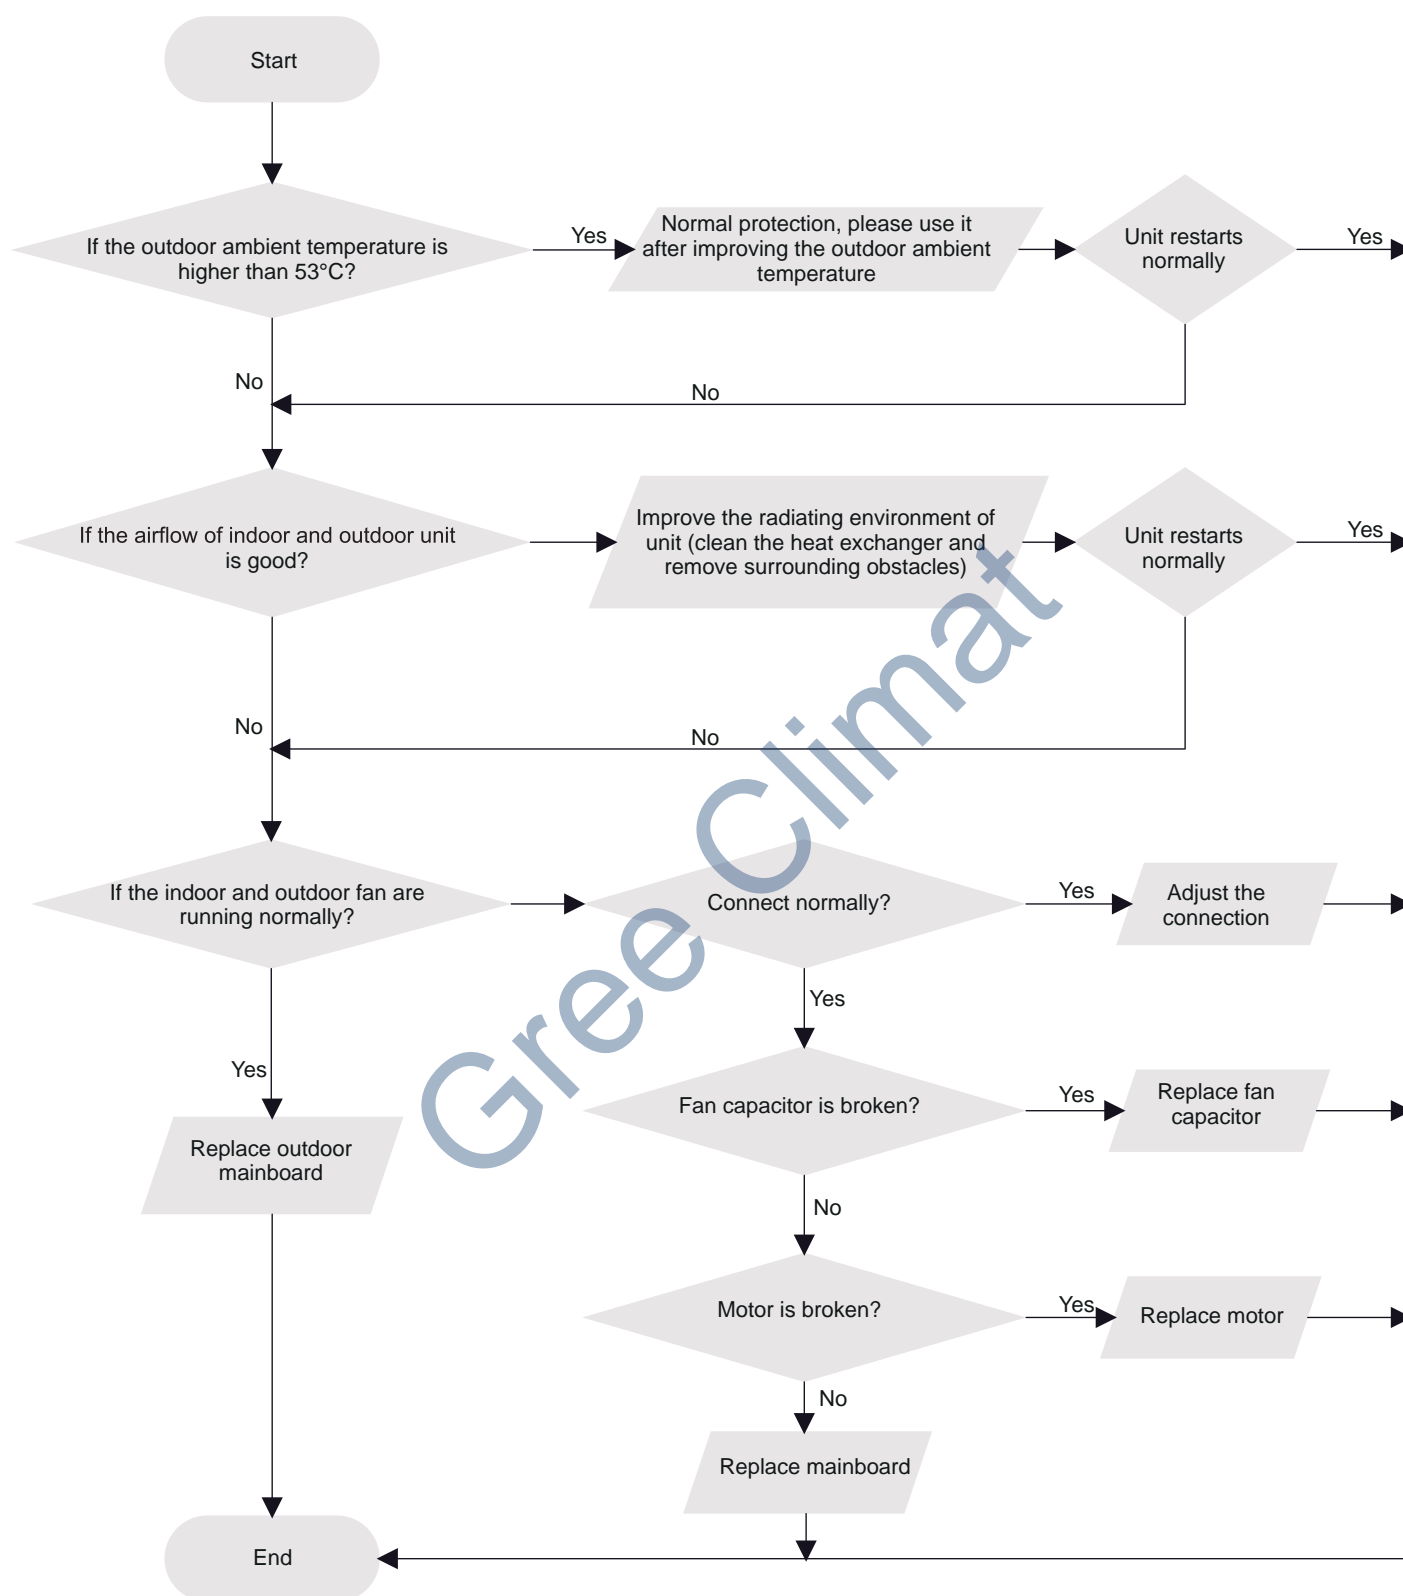 Start
If the outdoor ambient temperature is
higher than 53°C?
Yes
Normal protection, please use it
after improving the outdoor ambient
temperature
Unit restarts
normally
Yes
No
No
If the airflow of indoor and outdoor unit
is good?
Improve the radiating environment of
unit (clean the heat exchanger and
remove surrounding obstacles)
Unit restarts
normally
Yes
No
No
If the indoor and outdoor fan are
running normally?
Connect normally?
Yes
Adjust the
connection
Yes
Yes
Fan capacitor is broken?
Yes
Replace fan
capacitor
Replace outdoor
mainboard
No
Motor is broken?
Yes
Replace motor
No
Replace mainboard
End
Gree Climat